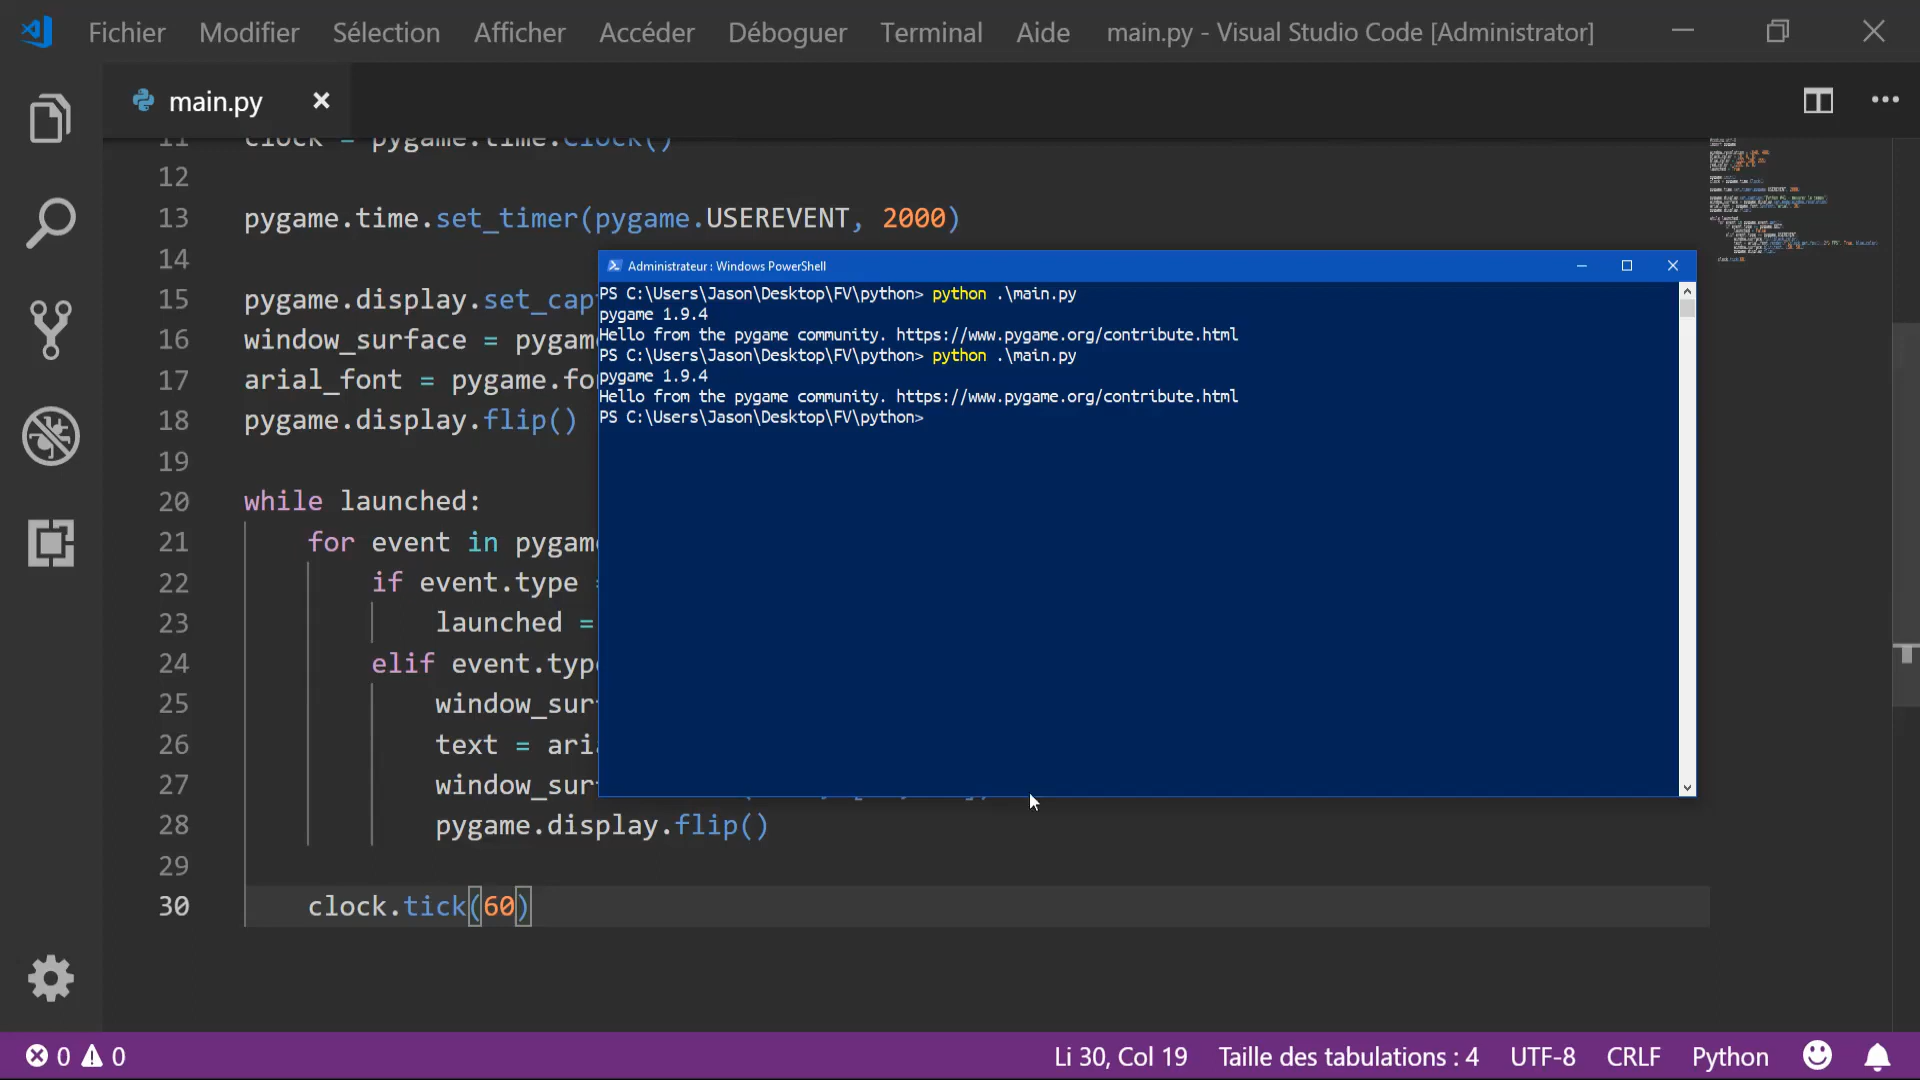 Fichier Modifier Sélection Afficher Accéder Déboguer Terminal Aide main.py - Visual Studio Code [Administrator]
main.py
11 clock = pygame.time.Clock()
12
13 pygame.time.set_timer(pygame.USEREVENT, 2000)
14
15 pygame.display.set_cap
16 window_surface = pygam
17 arial_font = pygame.fo
18 pygame.display.flip()
19
20 while launched:
21 for event in pygam
22 if event.type =
23 launched =
24 elif event.typ
25 window_sur
26 text = ari
27 window_sur
28 pygame.display.flip()
29
30 clock.tick(60)
Administrateur : Windows PowerShell
PS C:\Users\Jason\Desktop\FV\python> python .\main.py
pygame 1.9.4
Hello from the pygame community. https://www.pygame.org/contribute.html
PS C:\Users\Jason\Desktop\FV\python> python .\main.py
pygame 1.9.4
Hello from the pygame community. https://www.pygame.org/contribute.html
PS C:\Users\Jason\Desktop\FV\python>
0 0 Li 30, Col 19 Taille des tabulations : 4 UTF-8 CRLF Python